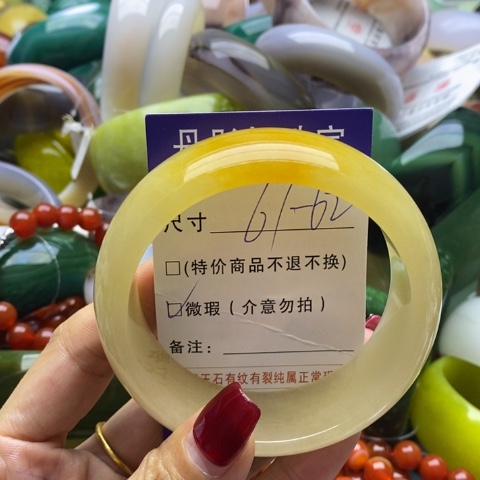 尺寸 61-62
□(特价商品不退不换)
☑微瑕(介意勿拍)
备注:
玉石有纹有裂纯属正常现